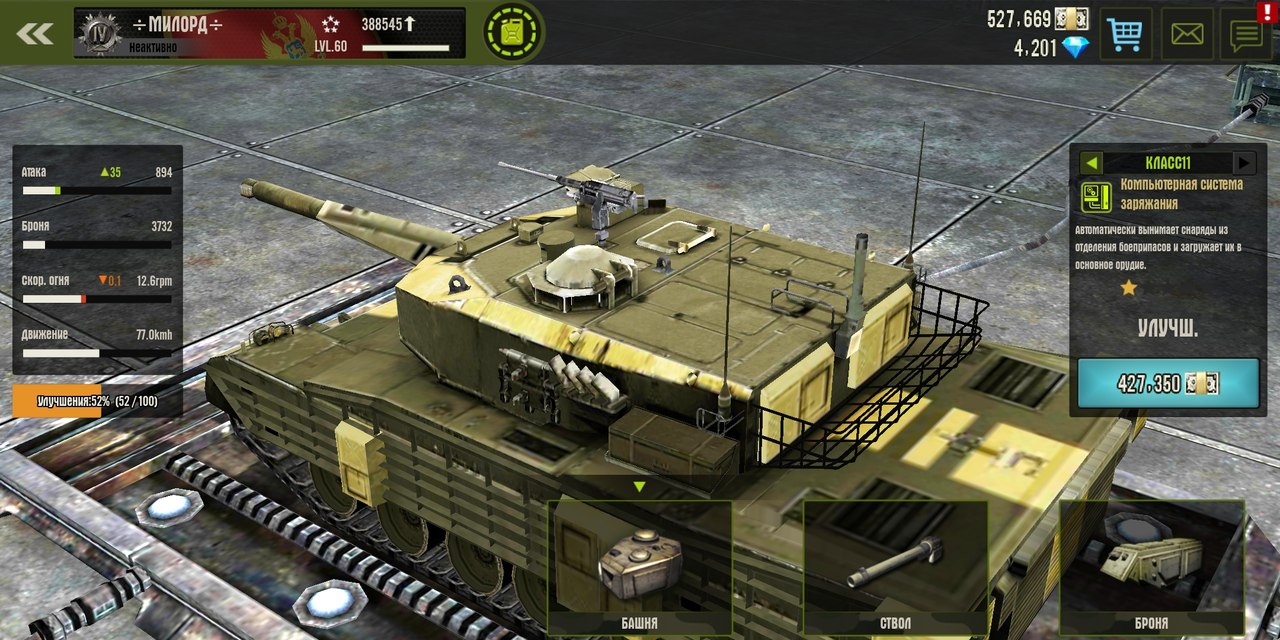 IV
÷МИЛОРД÷
Неактивно
LVL.60
388545
527,669
4,201
!
Атака 35 894
Броня 3732
Скор. огня 0.1 12.6rpm
Движение 77.0kmh
Улучшения:52% (52/100)
КЛАСС11
Компьютерная система
заряжания
Автоматически вынимает снаряды из
отделения боеприпасов и загружает их в
основное орудие.
УЛУЧШ.
427,350
БАШНЯ
СТВОЛ
БРОНЯ